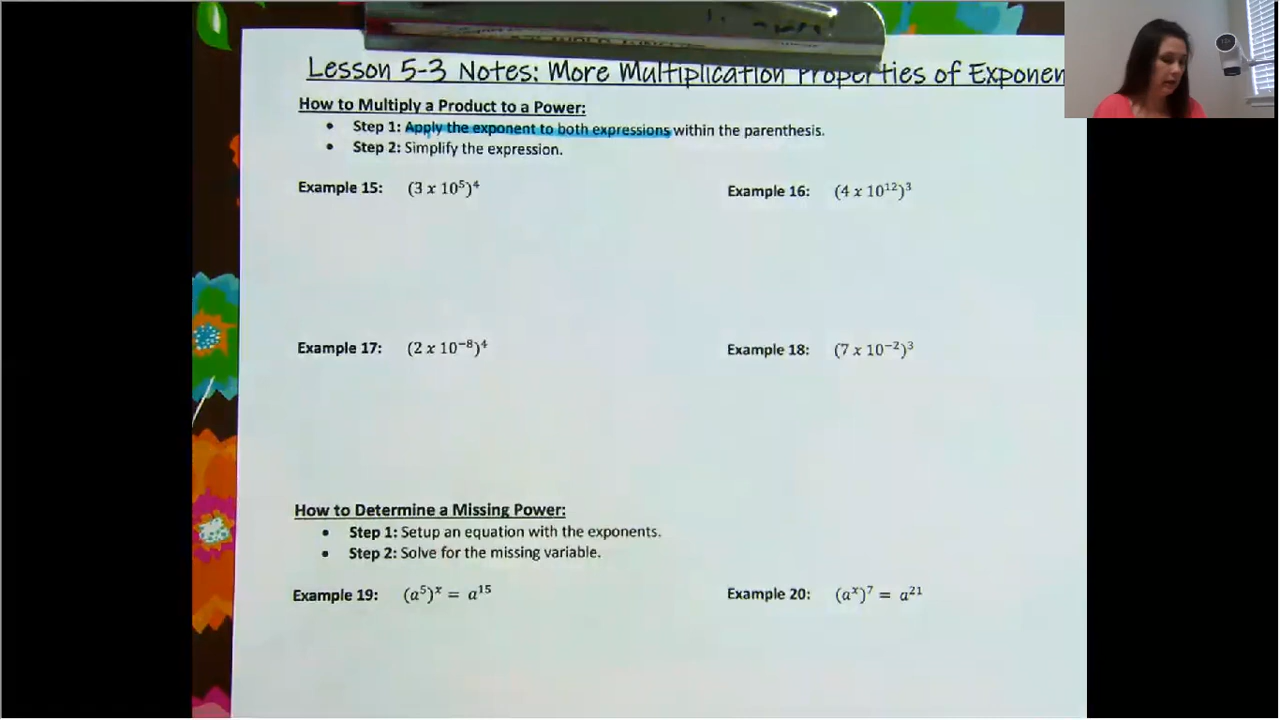 Lesson 5-3 Notes: More Multiplication Properties of Exponen
How to Multiply a Product to a Power:
• Step 1: Apply the exponent to both expressions within the parenthesis.
• Step 2: Simplify the expression.
Example 15: (3 x 10⁵)⁴
Example 16: (4 x 10¹²)³
Example 17: (2 x 10⁻⁸)⁴
Example 18: (7 x 10⁻²)³
How to Determine a Missing Power:
• Step 1: Setup an equation with the exponents.
• Step 2: Solve for the missing variable.
Example 19: (a⁵)ˣ = a¹⁵
Example 20: (aˣ)⁷ = a²¹